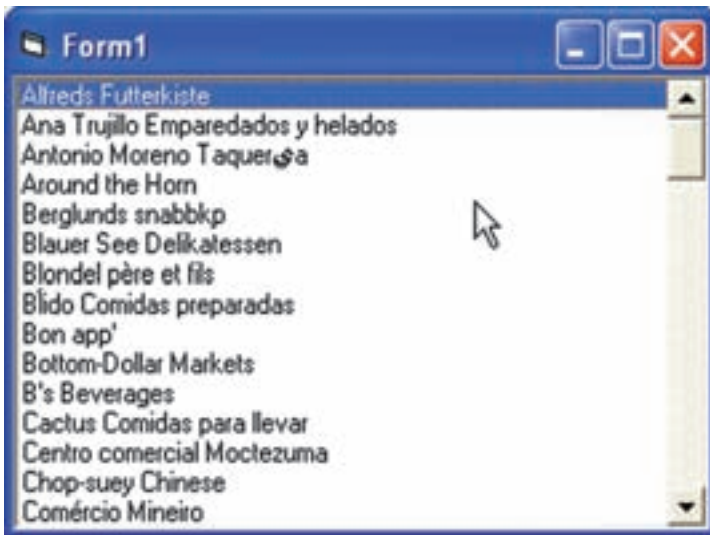 Form1
Alfreds Futterkiste
Ana Trujillo Emparedados y helados
Antonio Moreno Taquerيa
Around the Horn
Berglunds snabbkp
Blauer See Delikatessen
Blondel père et fils
Blido Comidas preparadas
Bon app'
Bottom-Dollar Markets
B's Beverages
Cactus Comidas para llevar
Centro comercial Moctezuma
Chop-suey Chinese
Comércio Mineiro